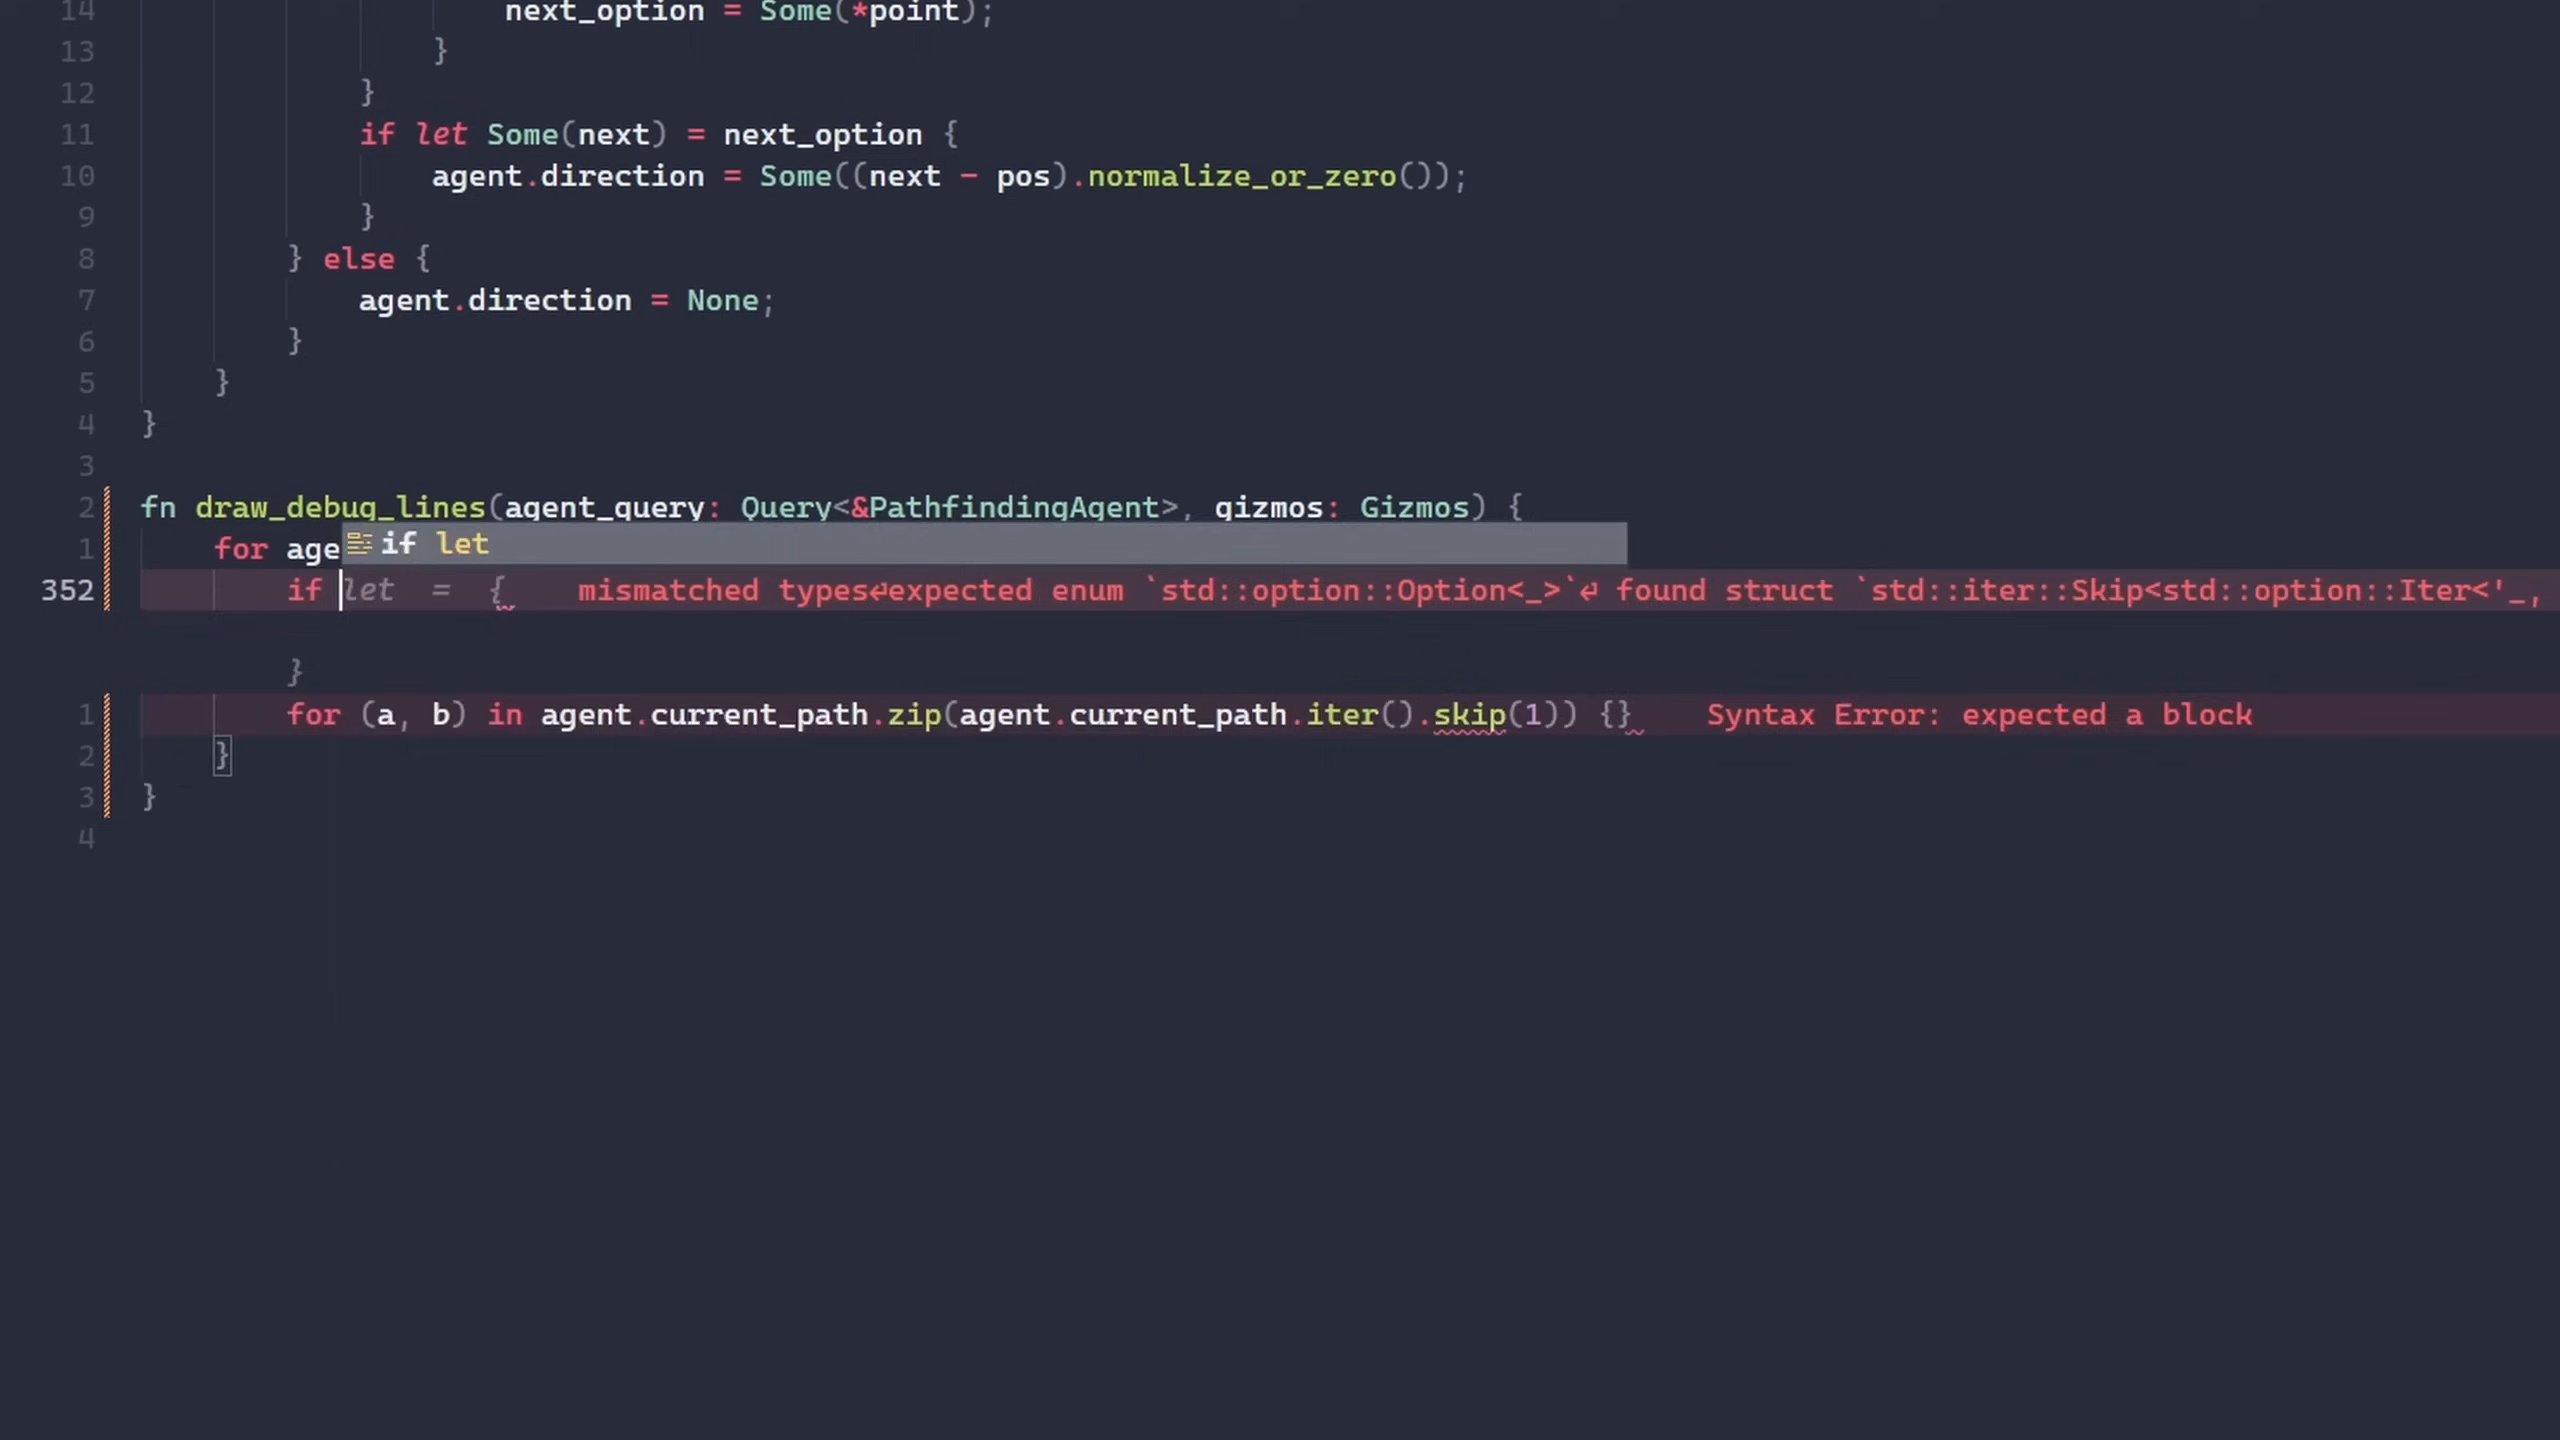 14 next_option = Some(*point);
13 }
12 }
11 if let Some(next) = next_option {
10 agent.direction = Some((next - pos).normalize_or_zero());
9 }
8 } else {
7 agent.direction = None;
6 }
5 }
4 }
3
2 fn draw_debug_lines(agent_query: Query<&PathfindingAgent>, gizmos: Gizmos) {
1 for age if let
352 if let = { mismatched types↵expected enum `std::option::Option<_>`↵ found struct `std::iter::Skip<std::option::Iter<'_,
}
1 for (a, b) in agent.current_path.zip(agent.current_path.iter().skip(1)) {} Syntax Error: expected a block
2 }
3 }
4